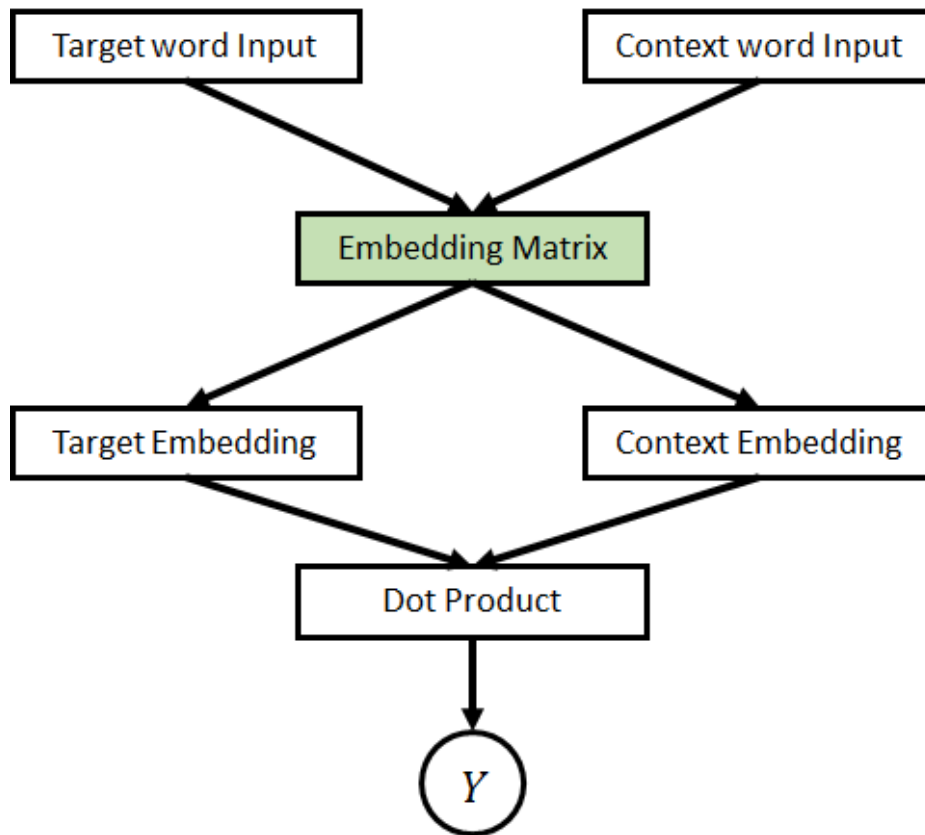 Target word Input
Context word Input
Embedding Matrix
Target Embedding
Context Embedding
Dot Product
Y